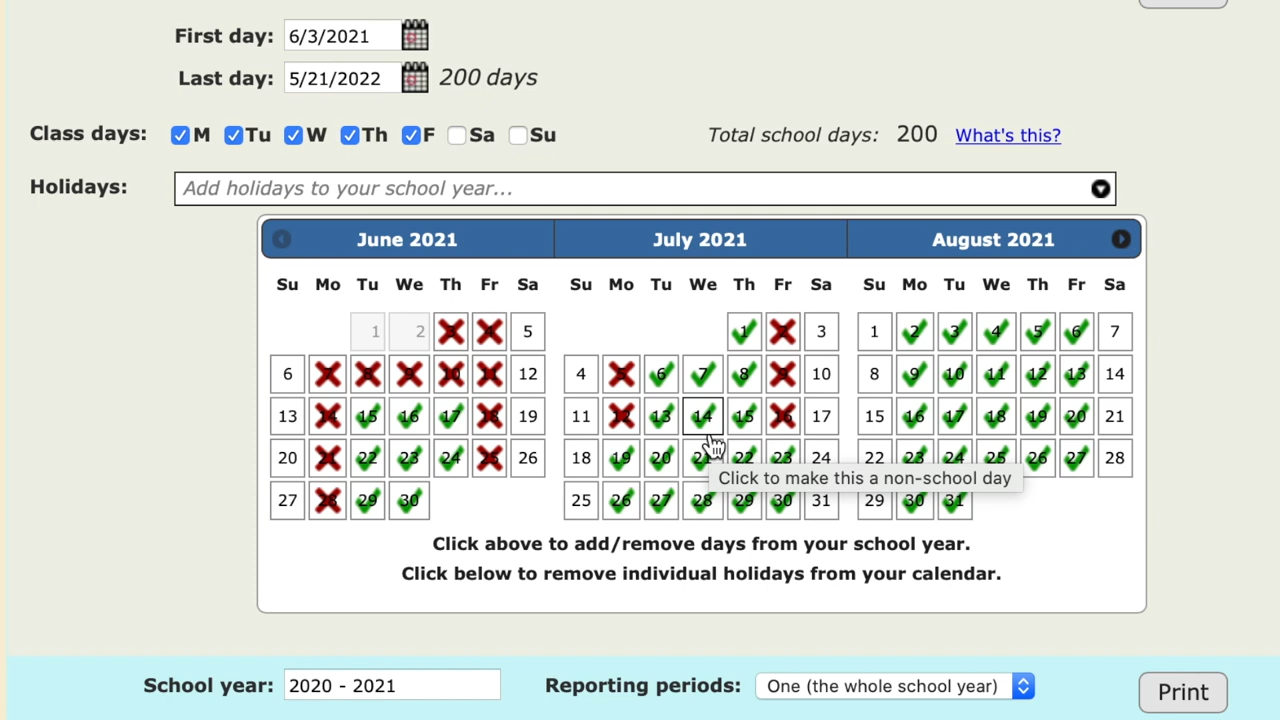 First day: 6/3/2021
Last day: 5/21/2022 200 days
Class days: M Tu W Th F Sa Su Total school days: 200 What's this?
Holidays: Add holidays to your school year...
June 2021 July 2021 August 2021
Su Mo Tu We Th Fr Sa Su Mo Tu We Th Fr Sa Su Mo Tu We Th Fr Sa
1 2 3 4 5 1 2 3 1 2 3 4 5 6 7
6 7 8 9 10 11 12 4 5 6 7 8 9 10 8 9 10 11 12 13 14
13 14 15 16 17 18 19 11 12 13 14 15 16 17 15 16 17 18 19 20 21
20 21 22 23 24 25 26 18 19 20 21 22 23 24 22 23 24 25 26 27 28
Click to make this a non-school day
27 28 29 30 25 26 27 28 29 30 31 29 30 31
Click above to add/remove days from your school year.
Click below to remove individual holidays from your calendar.
School year: 2020 - 2021 Reporting periods: One (the whole school year) Print